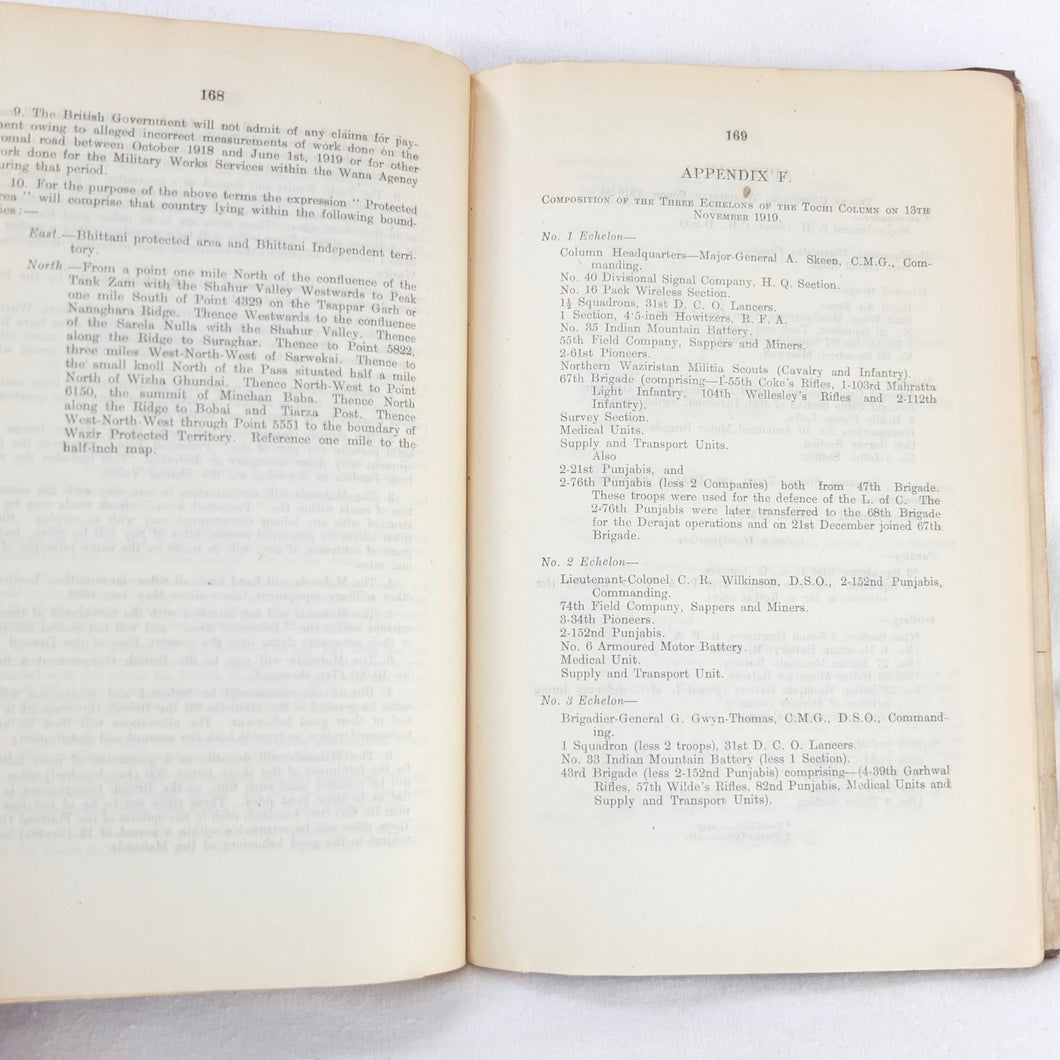 168
9. The British Government will not admit of any claims for pay-
ent owing to alleged incorrect measurements of work done on the
omal road between October 1918 and June 1st, 1919 or for other
ork done for the Military Works Services within the Wana Agency
uring that period.
10. For the purpose of the above terms the expression " Protected
rea " will comprise that country lying within the following bound-
ies :—
East.—Bhittani protected area and Bhittani Independent terri-
tory.
North.—From a point one mile North of the confluence of the
Tank Zam with the Shahur Valley Westwards to Peak
one mile South of Point 4329 on the Tsappar Garh or
Nanaghara Ridge. Thence Westwards to the confluence
of the Sarela Nulla with the Shahur Valley. Thence
along the Ridge to Suraghar. Thence to Point 5822,
three miles West-North-West of Sarwekai. Thence to
the small knoll North of the Pass situated half a mile
North of Wizha Ghundai. Thence North-West to Point
6150, the summit of Minchan Baba. Thence North
along the Ridge to Bobai and Tiarza Post. Thence
West-North-West through Point 5551 to the boundary of
Wazir Protected Territory. Reference one mile to the
half-inch map.
169
APPENDIX F.
COMPOSITION OF THE THREE ECHELONS OF THE TOCHI COLUMN ON 13TH
NOVEMBER 1919.
No. 1 Echelon—
Column Headquarters—Major-General A. Skeen, C.M.G., Com-
manding.
No. 40 Divisional Signal Company, H. Q. Section.
No. 16 Pack Wireless Section.
1½ Squadrons, 31st D. C. O. Lancers.
1 Section, 4·5-inch Howitzers, R. F. A.
No. 35 Indian Mountain Battery.
55th Field Company, Sappers and Miners.
2-61st Pioneers.
Northern Waziristan Militia Scouts (Cavalry and Infantry).
67th Brigade (comprising—1-55th Coke's Rifles, 1-103rd Mahratta
Light Infantry, 104th Wellesley's Rifles and 2-112th
Infantry).
Survey Section.
Medical Units.
Supply and Transport Units.
Also
2-21st Punjabis, and
2-76th Punjabis (less 2 Companies) both from 47th Brigade.
These troops were used for the defence of the L. of C. The
2-76th Punjabis were later transferred to the 68th Brigade
for the Derajat operations and on 21st December joined 67th
Brigade.
No. 2 Echelon—
Lieutenant-Colonel C. R. Wilkinson, D.S.O., 2-152nd Punjabis,
Commanding.
74th Field Company, Sappers and Miners.
3-34th Pioneers.
2-152nd Punjabis.
No. 6 Armoured Motor Battery.
Medical Unit.
Supply and Transport Unit.
No. 3 Echelon—
Brigadier-General G. Gwyn-Thomas, C.M.G., D.S.O., Command-
ing.
1 Squadron (less 2 troops), 31st D. C. O. Lancers.
No. 33 Indian Mountain Battery (less 1 Section).
43rd Brigade (less 2-152nd Punjabis) comprising—(4-39th Garhwal
Rifles, 57th Wilde's Rifles, 82nd Punjabis, Medical Units and
Supply and Transport Units).